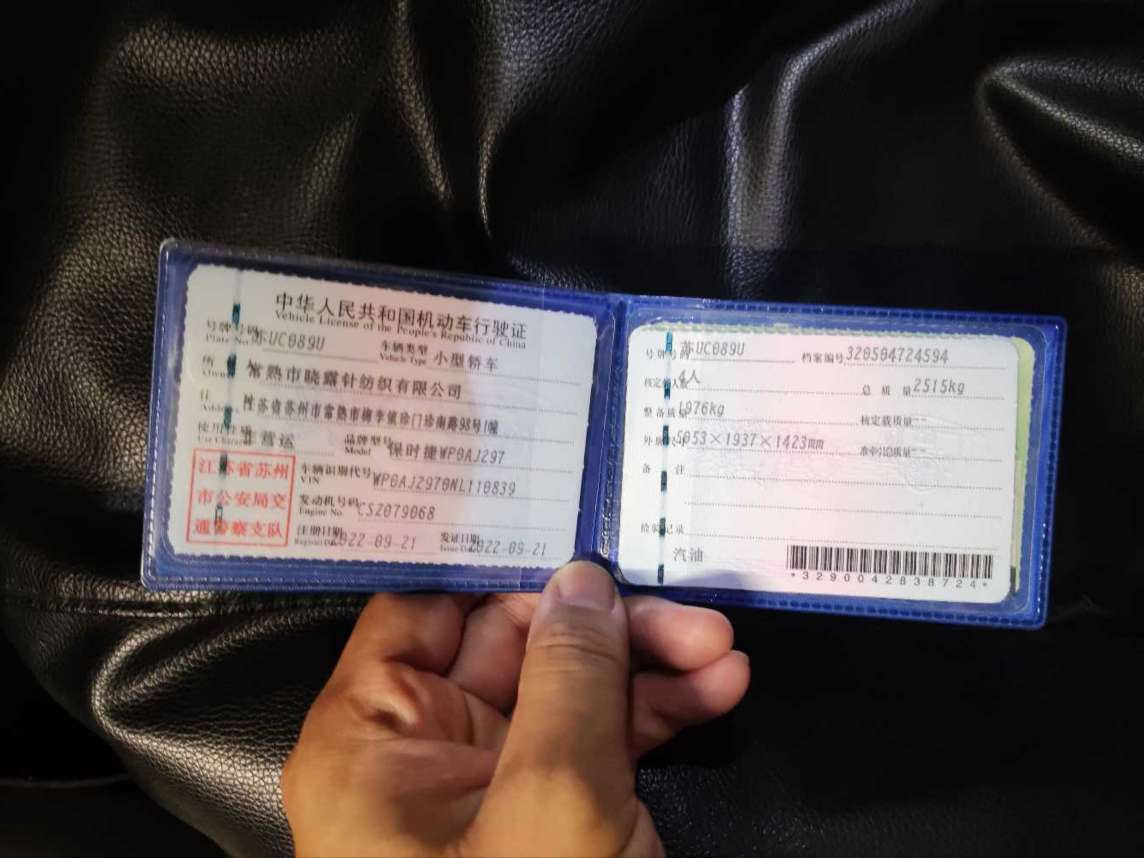 中华人民共和国机动车行驶证
Vehicle License of the People's Republic of China
号牌号码 苏UC089U 车辆类型 小型轿车
Plate No. Vehicle Type
所 常熟市晓露针纺织有限公司
Owner
住 江苏省苏州市常熟市梅李镇珍门珍南路98号1幢
Address
使用性质 非营运 品牌型号 保时捷WP0AJ297
Use Character Model
江苏省苏州
市公安局交
通警察支队
车辆识别代号 WP0AJ2970NL110839
VIN
发动机号码 CSZ079068
Engine No.
注册日期 2022-09-21 发证日期 2022-09-21
Register Date Issue Date
号牌号码 苏UC089U 档案编号 320504724594
核定载人数 4人 总质量 2515kg
整备质量 1976kg 核定载质量 --
外廓尺寸 5053×1937×1423mm 准牵引总质量 --
备注
检验记录
汽油
*3290042838724*